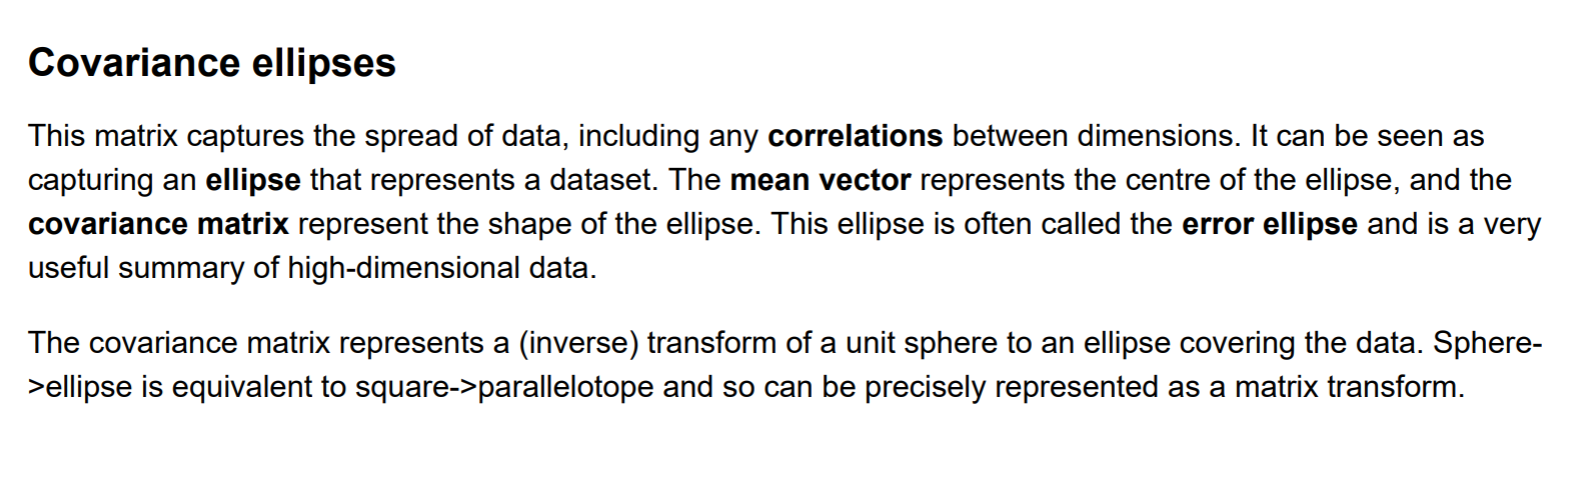 Covariance ellipses
This matrix captures the spread of data, including any correlations between dimensions. It can be seen as
capturing an ellipse that represents a dataset. The mean vector represents the centre of the ellipse, and the
covariance matrix represent the shape of the ellipse. This ellipse is often called the error ellipse and is a very
useful summary of high-dimensional data.
The covariance matrix represents a (inverse) transform of a unit sphere to an ellipse covering the data. Sphere-
>ellipse is equivalent to square->parallelotope and so can be precisely represented as a matrix transform.